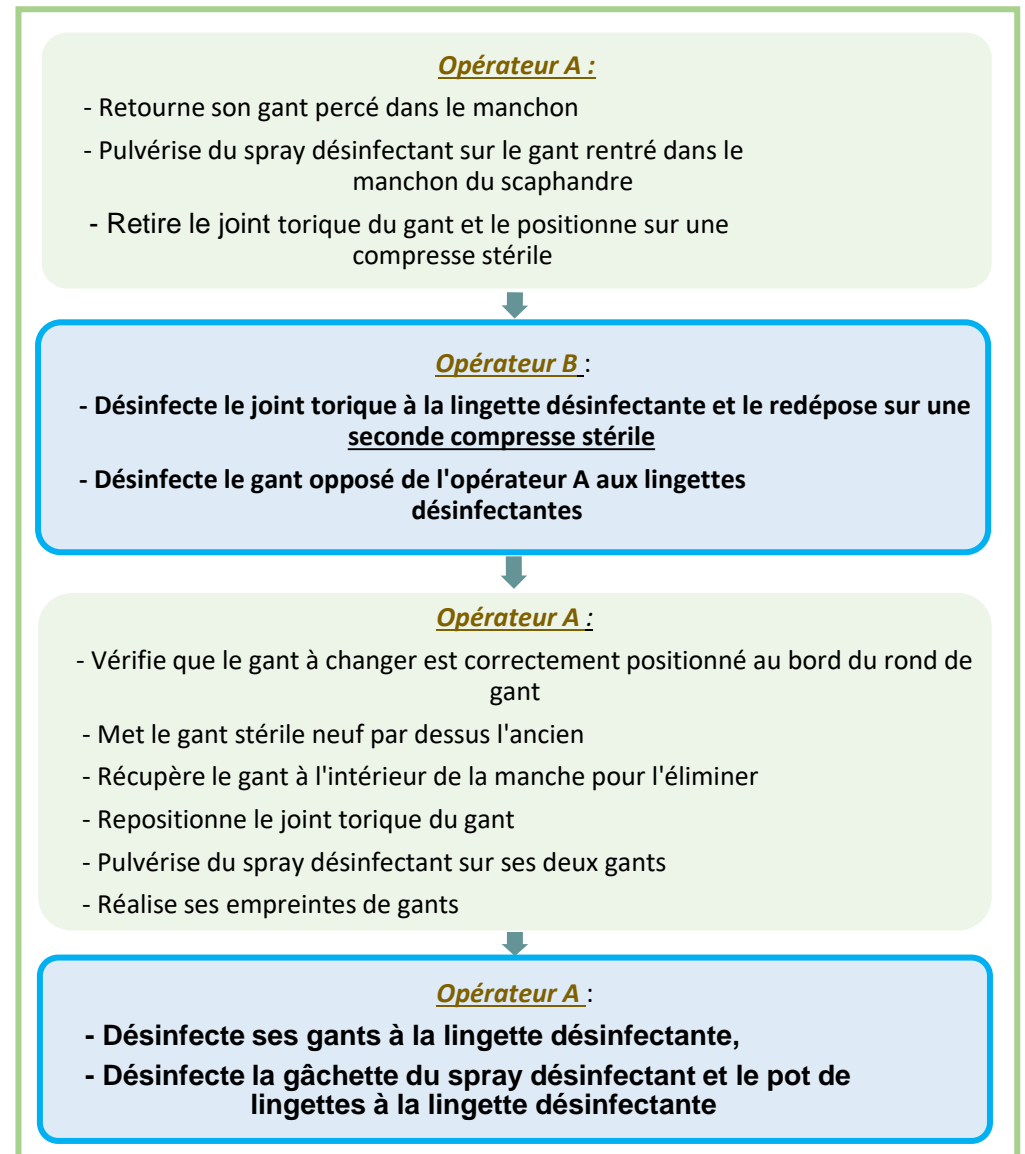 Opérateur A :
- Retourne son gant percé dans le manchon
- Pulvérise du spray désinfectant sur le gant rentré dans le
manchon du scaphandre
- Retire le joint torique du gant et le positionne sur une
compresse stérile
Opérateur B :
- Désinfecte le joint torique à la lingette désinfectante et le redépose sur une
seconde compresse stérile
- Désinfecte le gant opposé de l'opérateur A aux lingettes
désinfectantes
Opérateur A :
- Vérifie que le gant à changer est correctement positionné au bord du rond de
gant
- Met le gant stérile neuf par dessus l'ancien
- Récupère le gant à l'intérieur de la manche pour l'éliminer
- Repositionne le joint torique du gant
- Pulvérise du spray désinfectant sur ses deux gants
- Réalise ses empreintes de gants
Opérateur A :
- Désinfecte ses gants à la lingette désinfectante,
- Désinfecte la gâchette du spray désinfectant et le pot de
lingettes à la lingette désinfectante